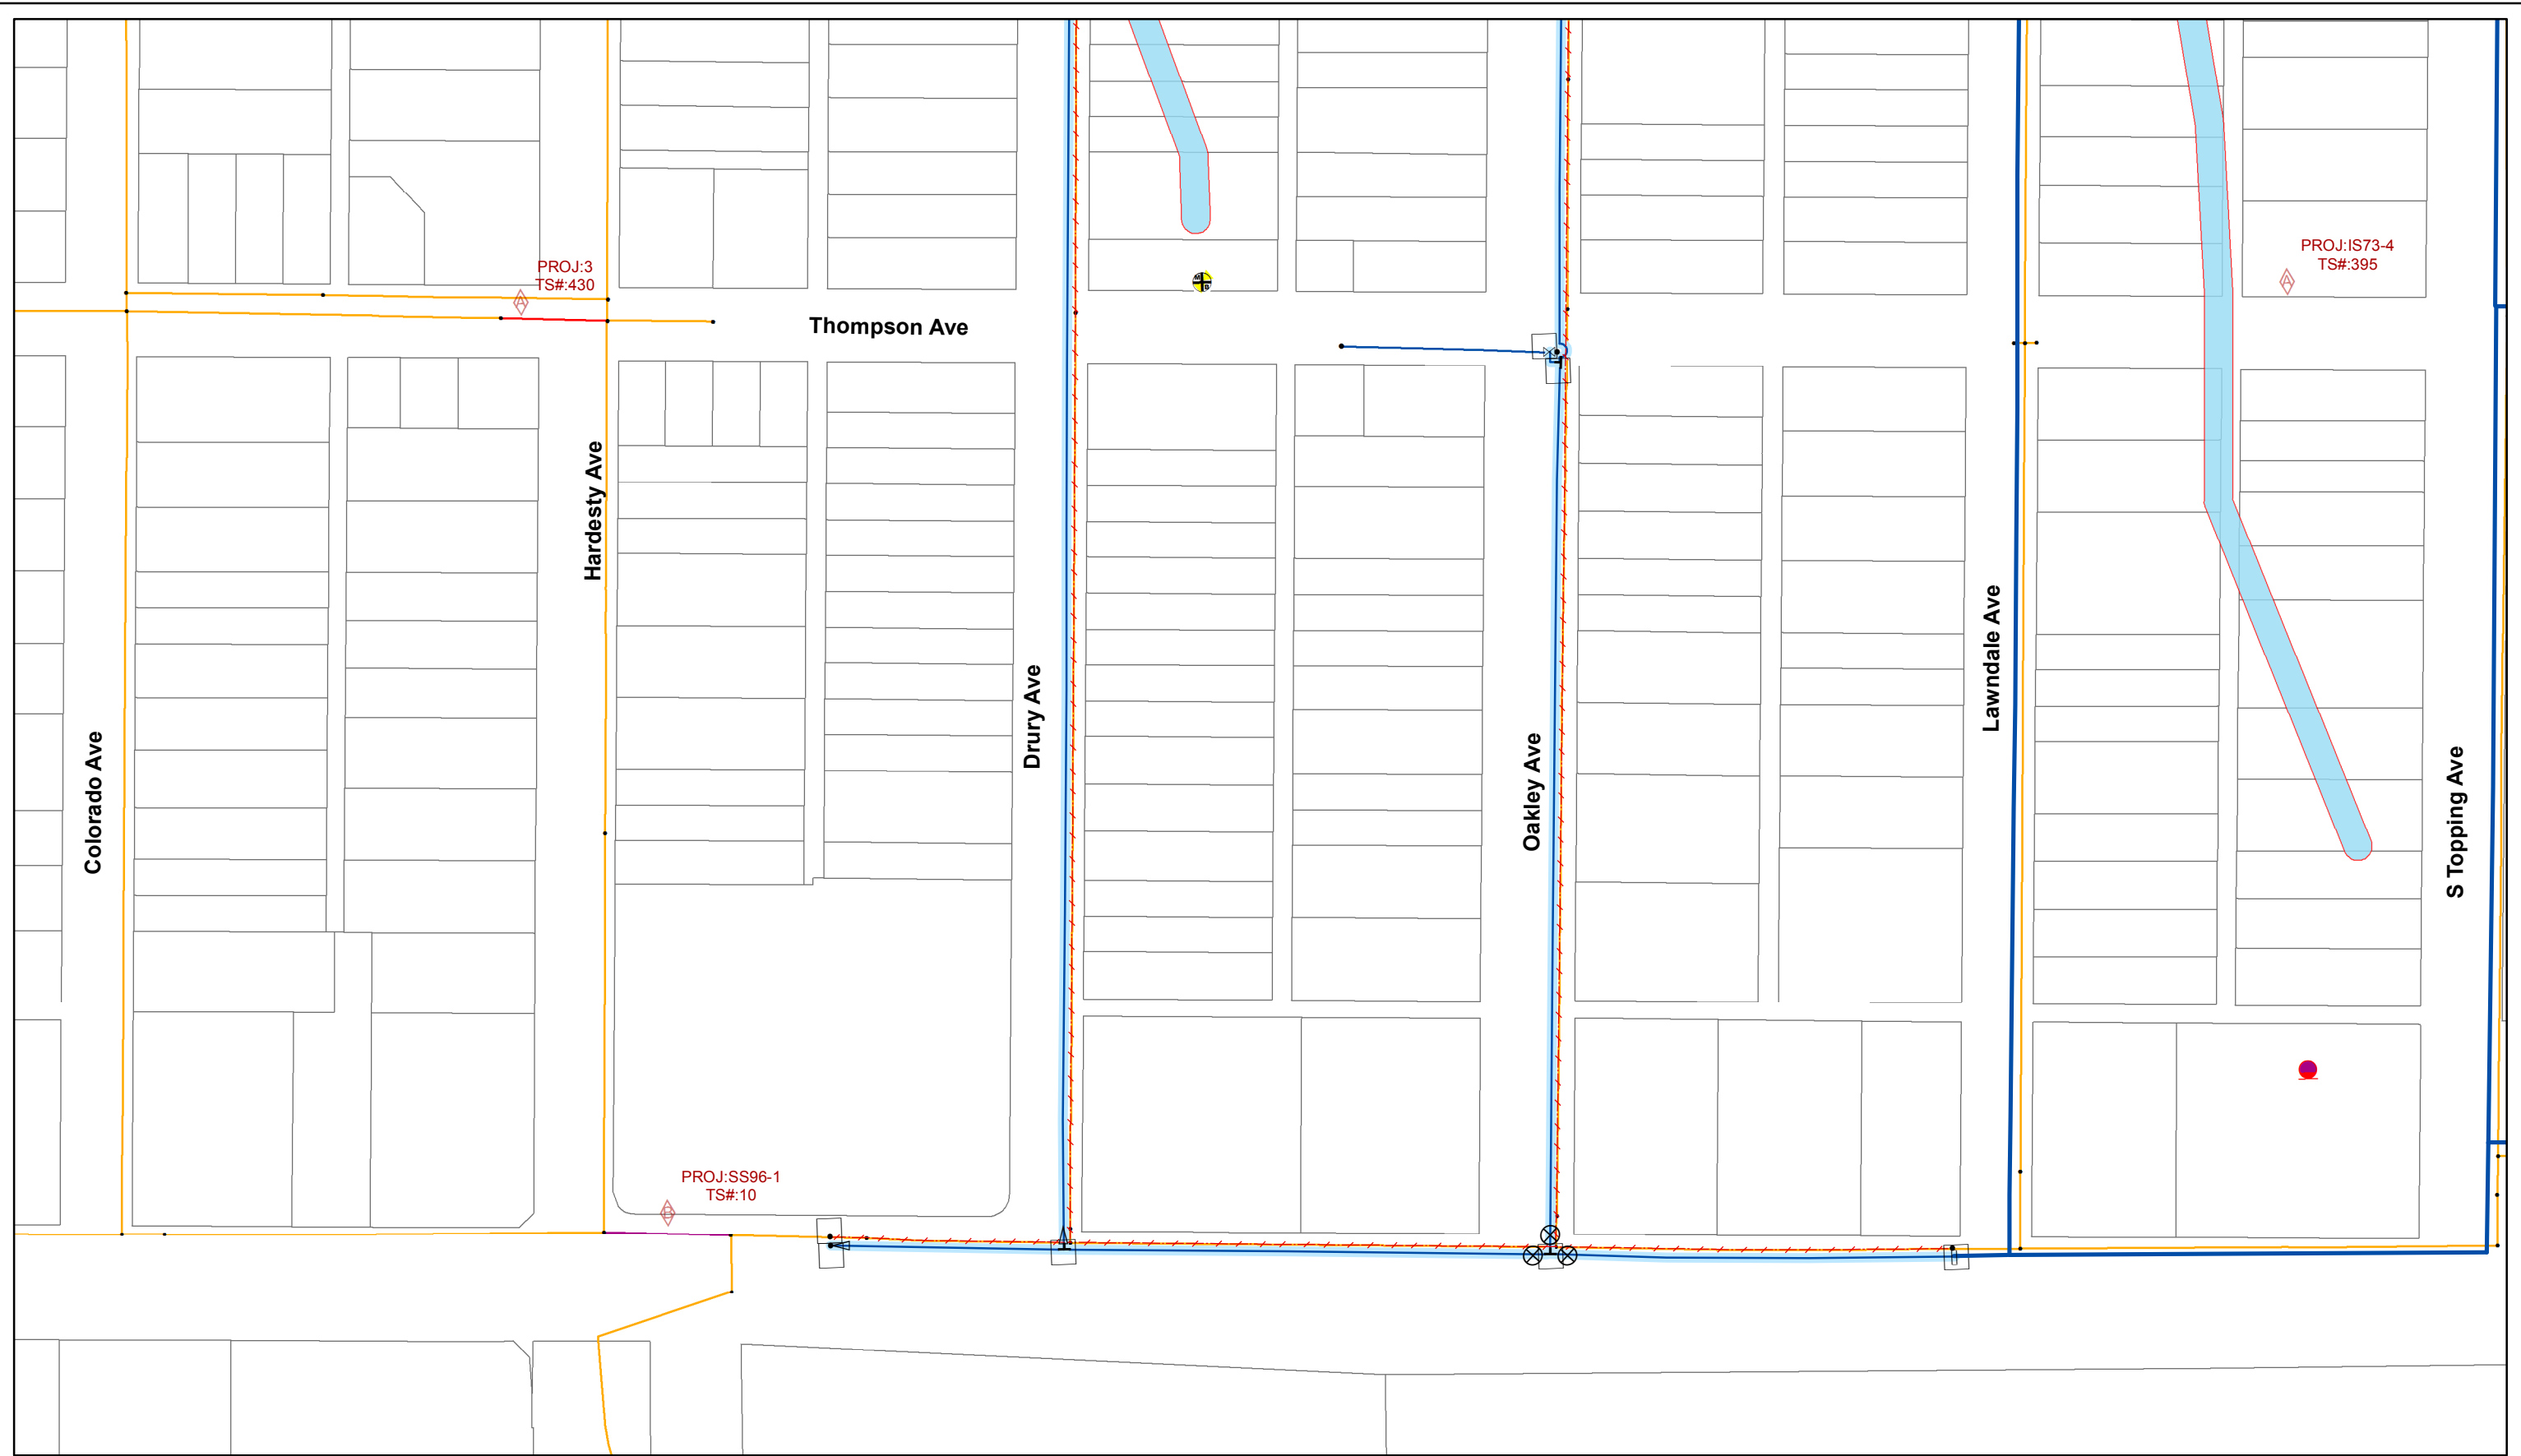 PROJ:IS73-4
TS#:395
PROJ:3
TS#:430
Thompson Ave
Hardesty Ave
Lawndale Ave
Drury Ave
Colorado Ave
Oakley Ave
S Topping Ave
PROJ:SS96-1
TS#:10